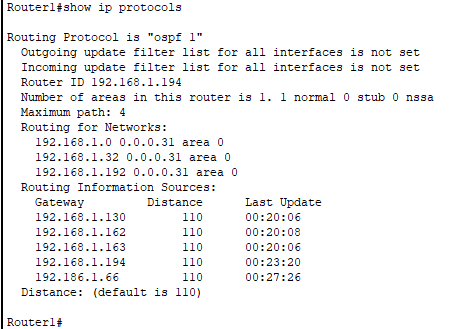 Router1#show ip protocols
Routing Protocol is "ospf 1"
Outgoing update filter list for all interfaces is not set
Incoming update filter list for all interfaces is not set
Router ID 192.168.1.194
Number of areas in this router is 1. 1 normal 0 stub 0 nssa
Maximum path: 4
Routing for Networks:
192.168.1.0 0.0.0.31 area 0
192.168.1.32 0.0.0.31 area 0
192.168.1.192 0.0.0.31 area 0
Routing Information Sources:
Gateway Distance Last Update
192.168.1.130 110 00:20:06
192.168.1.162 110 00:20:08
192.168.1.163 110 00:20:06
192.168.1.194 110 00:23:20
192.186.1.66 110 00:27:26
Distance: (default is 110)
Router1#